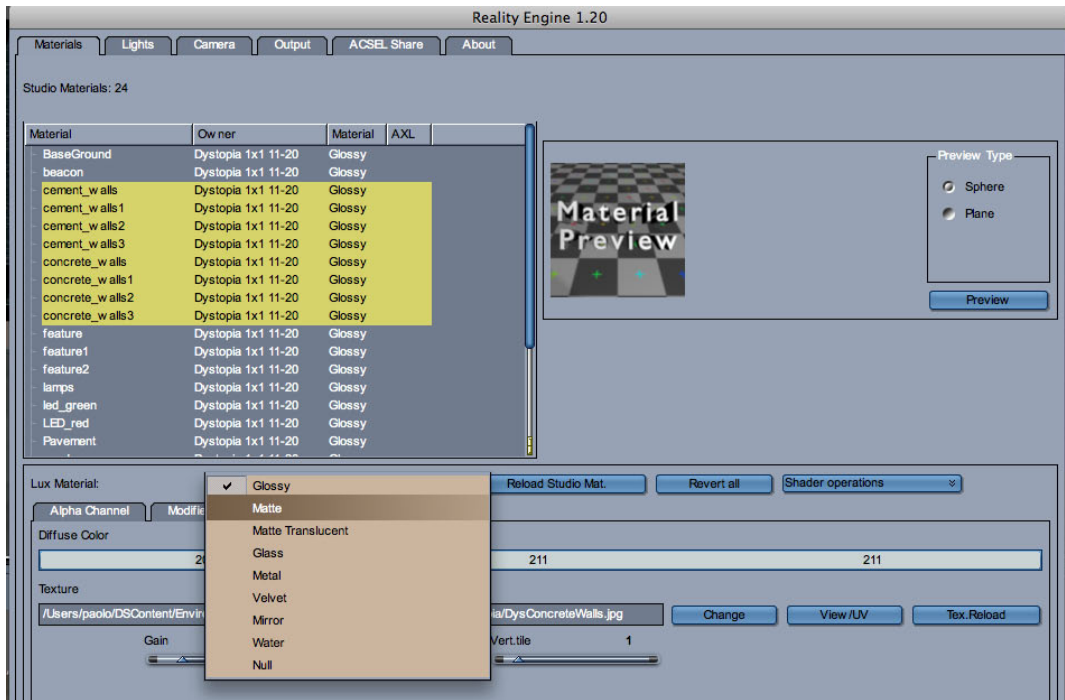 Reality Engine 1.20
Materials Lights Camera Output ACSEL Share About
Studio Materials: 24
Material Owner Material AXL
BaseGround Dystopia 1x1 11-20 Glossy
beacon Dystopia 1x1 11-20 Glossy
cement_walls Dystopia 1x1 11-20 Glossy
cement_walls1 Dystopia 1x1 11-20 Glossy
cement_walls2 Dystopia 1x1 11-20 Glossy
cement_walls3 Dystopia 1x1 11-20 Glossy
concrete_walls Dystopia 1x1 11-20 Glossy
concrete_walls1 Dystopia 1x1 11-20 Glossy
concrete_walls2 Dystopia 1x1 11-20 Glossy
concrete_walls3 Dystopia 1x1 11-20 Glossy
feature Dystopia 1x1 11-20 Glossy
feature1 Dystopia 1x1 11-20 Glossy
feature2 Dystopia 1x1 11-20 Glossy
lamps Dystopia 1x1 11-20 Glossy
led_green Dystopia 1x1 11-20 Glossy
LED_red Dystopia 1x1 11-20 Glossy
Pavement Dystopia 1x1 11-20 Glossy
Material
Preview
Preview Type
Sphere
Plane
Preview
Lux Material:
Glossy
Matte
Matte Translucent
Glass
Metal
Velvet
Mirror
Water
Null
Reload Studio Mat. Revert all Shader operations
Alpha Channel
Diffuse Color
211 211
Texture
/Users/paolo/DSContent/Envir
ia/DysConcreteWalls.jpg Change View/UV Tex.Reload
Gain
Vert.tile 1